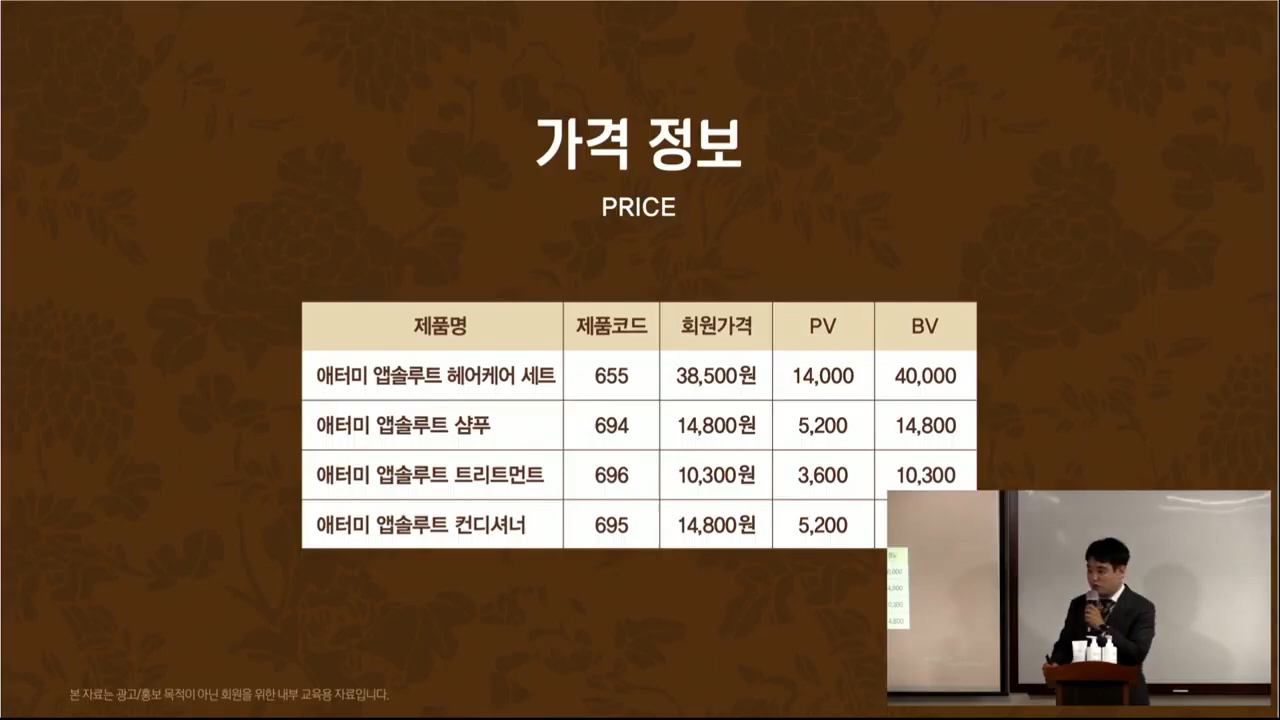 가격 정보
PRICE
제품명 제품코드 회원가격 PV BV
애터미 앱솔루트 헤어케어 세트 655 38,500원 14,000 40,000
애터미 앱솔루트 샴푸 694 14,800원 5,200 14,800
애터미 앱솔루트 트리트먼트 696 10,300원 3,600 10,300
애터미 앱솔루트 컨디셔너 695 14,800원 5,200
본 자료는 광고/홍보 목적이 아닌 회원을 위한 내부 교육용 자료입니다.